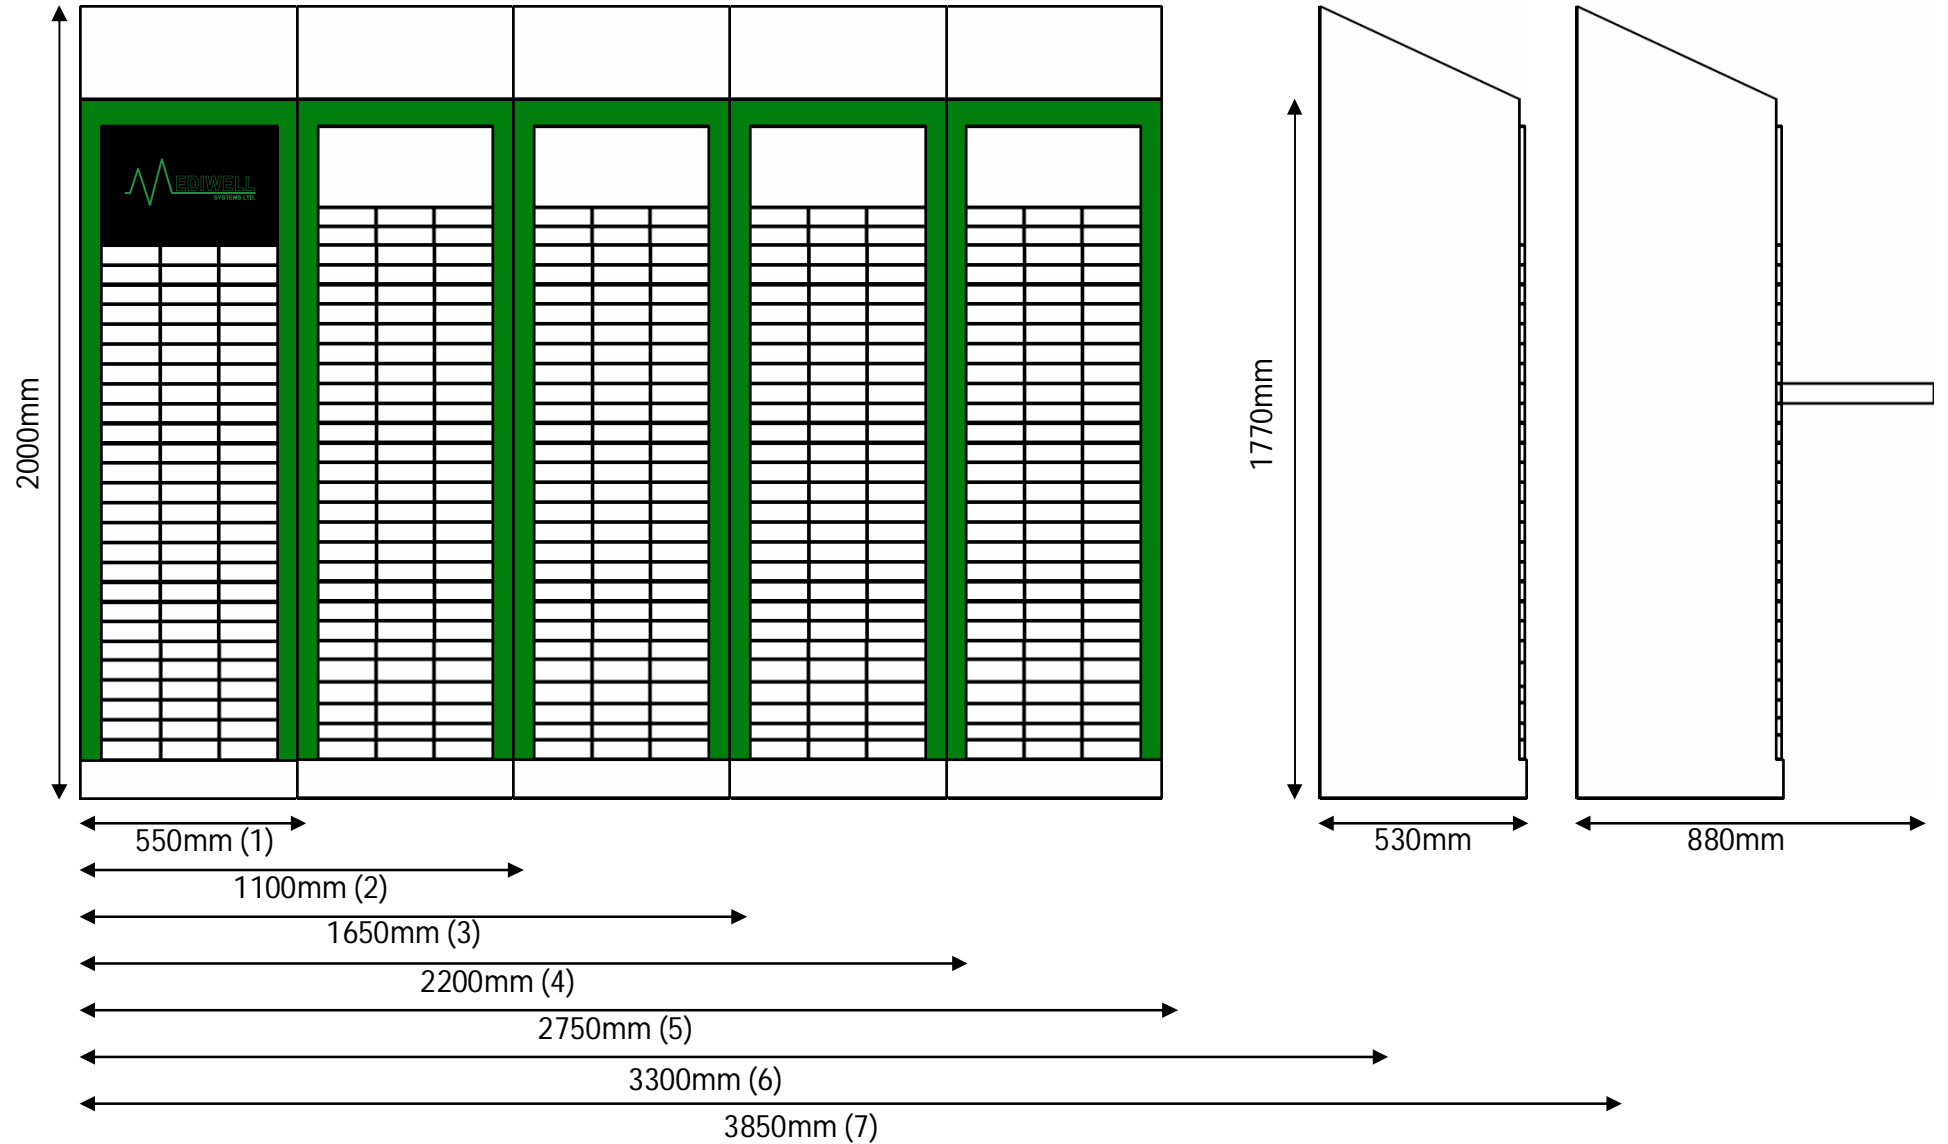 EDIWELL
SYSTEMS LTD.
2000mm
1770mm
550mm (1)
530mm
880mm
1100mm (2)
1650mm (3)
2200mm (4)
2750mm (5)
3300mm (6)
3850mm (7)